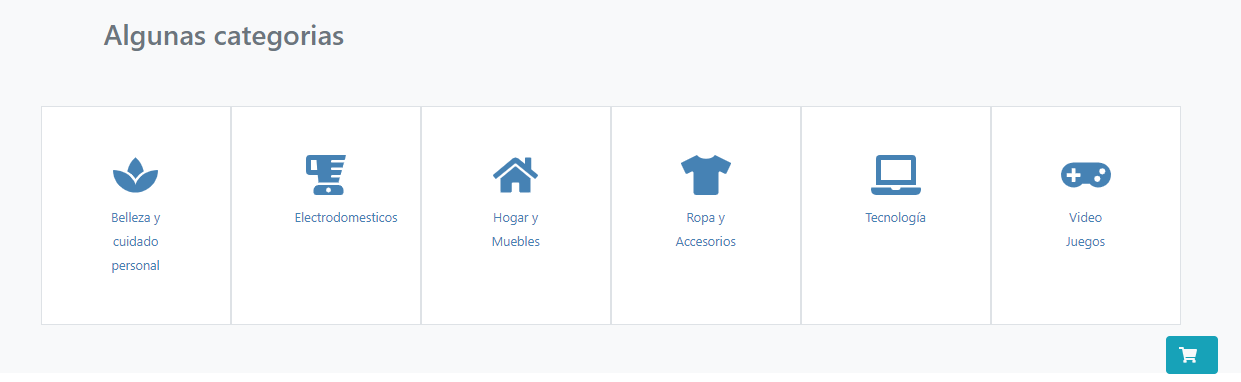 Algunas categorias
Belleza y
cuidado
personal
Electrodomesticos
Hogar y
Muebles
Ropa y
Accesorios
Tecnología
Video
Juegos